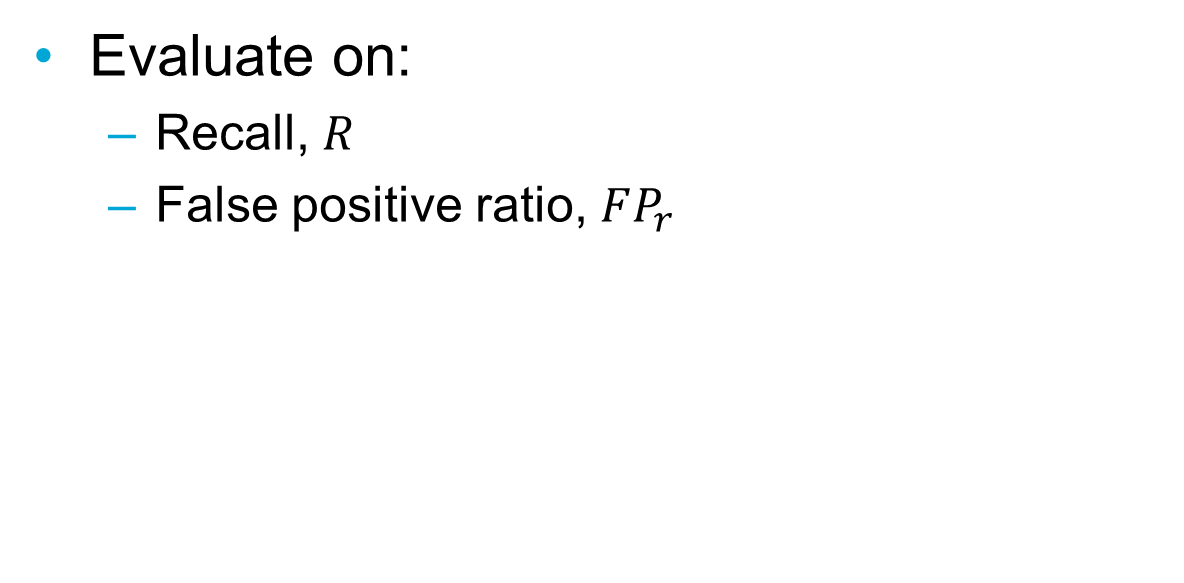 • Evaluate on:
– Recall, R
– False positive ratio, FPᵣ